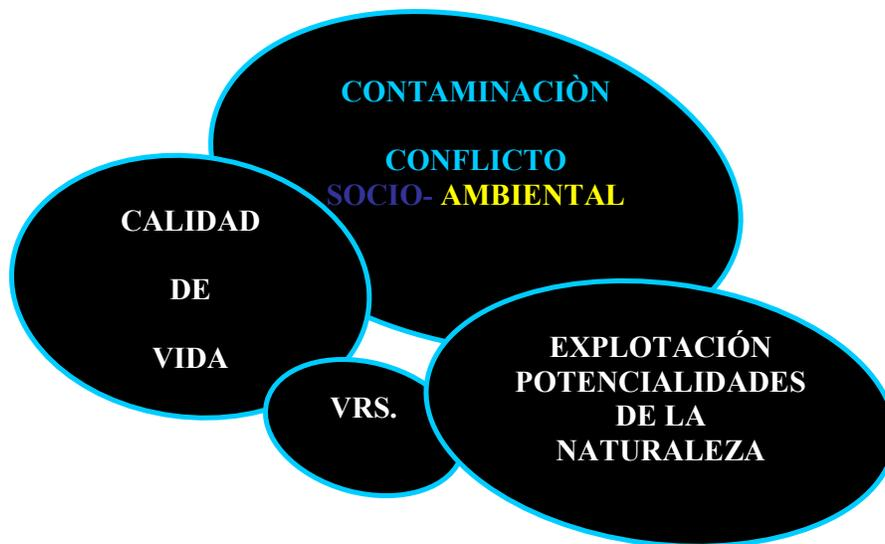 CONTAMINACIÒN
CONFLICTO
SOCIO- AMBIENTAL
CALIDAD
DE
VIDA
VRS.
EXPLOTACIÓN
POTENCIALIDADES
DE LA
NATURALEZA